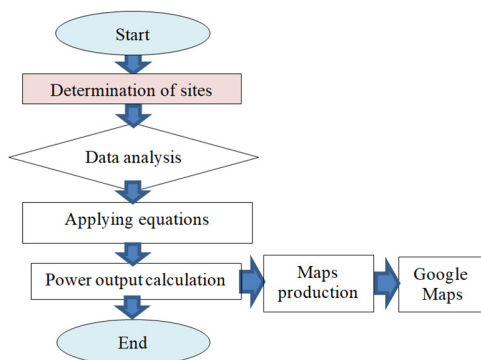 Start
Determination of sites
Data analysis
Applying equations
Power output calculation
Maps
production
Google
Maps
End